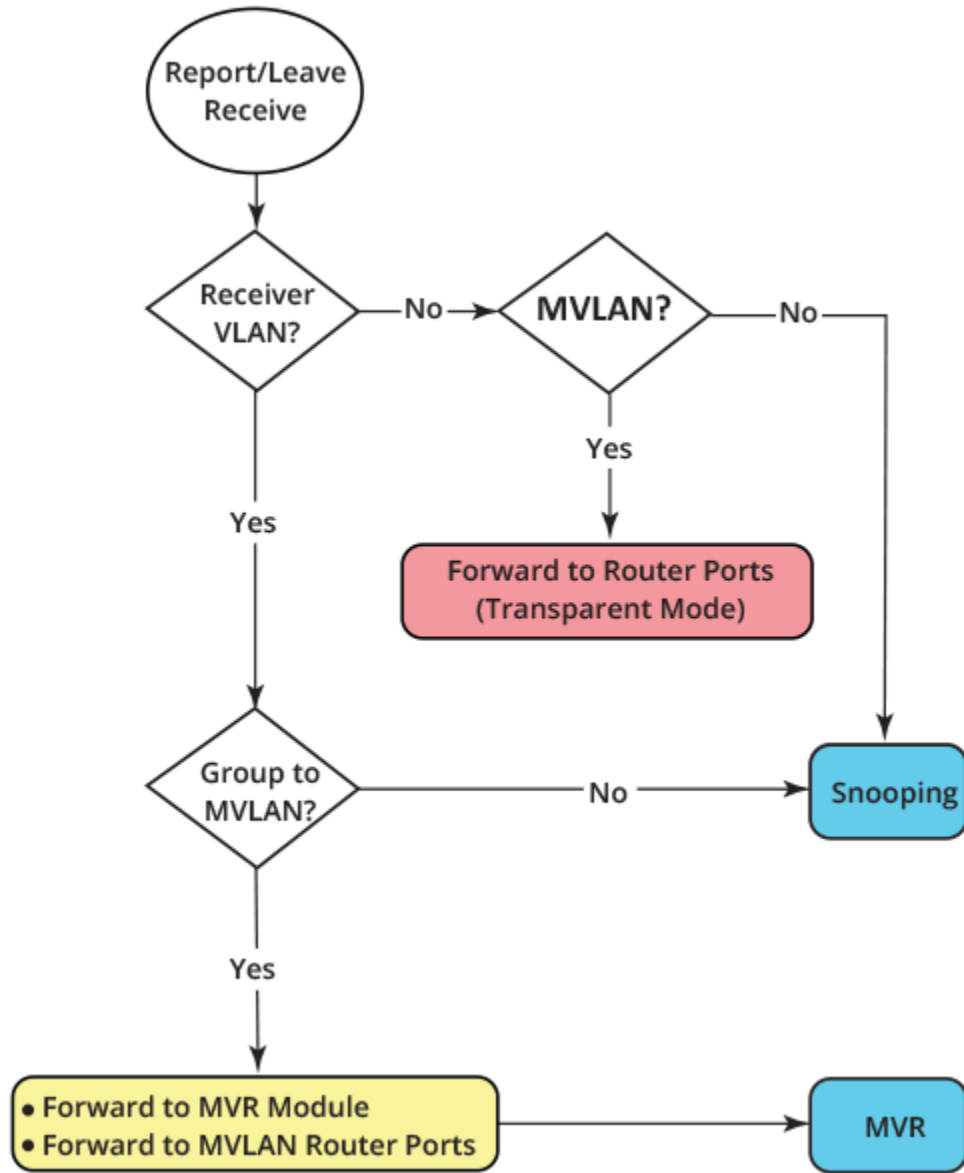 Report/Leave
Receive
Receiver
VLAN?
No
MVLAN?
No
Yes
Yes
Forward to Router Ports
(Transparent Mode)
Group to
MVLAN?
No
Snooping
Yes
• Forward to MVR Module
• Forward to MVLAN Router Ports
MVR